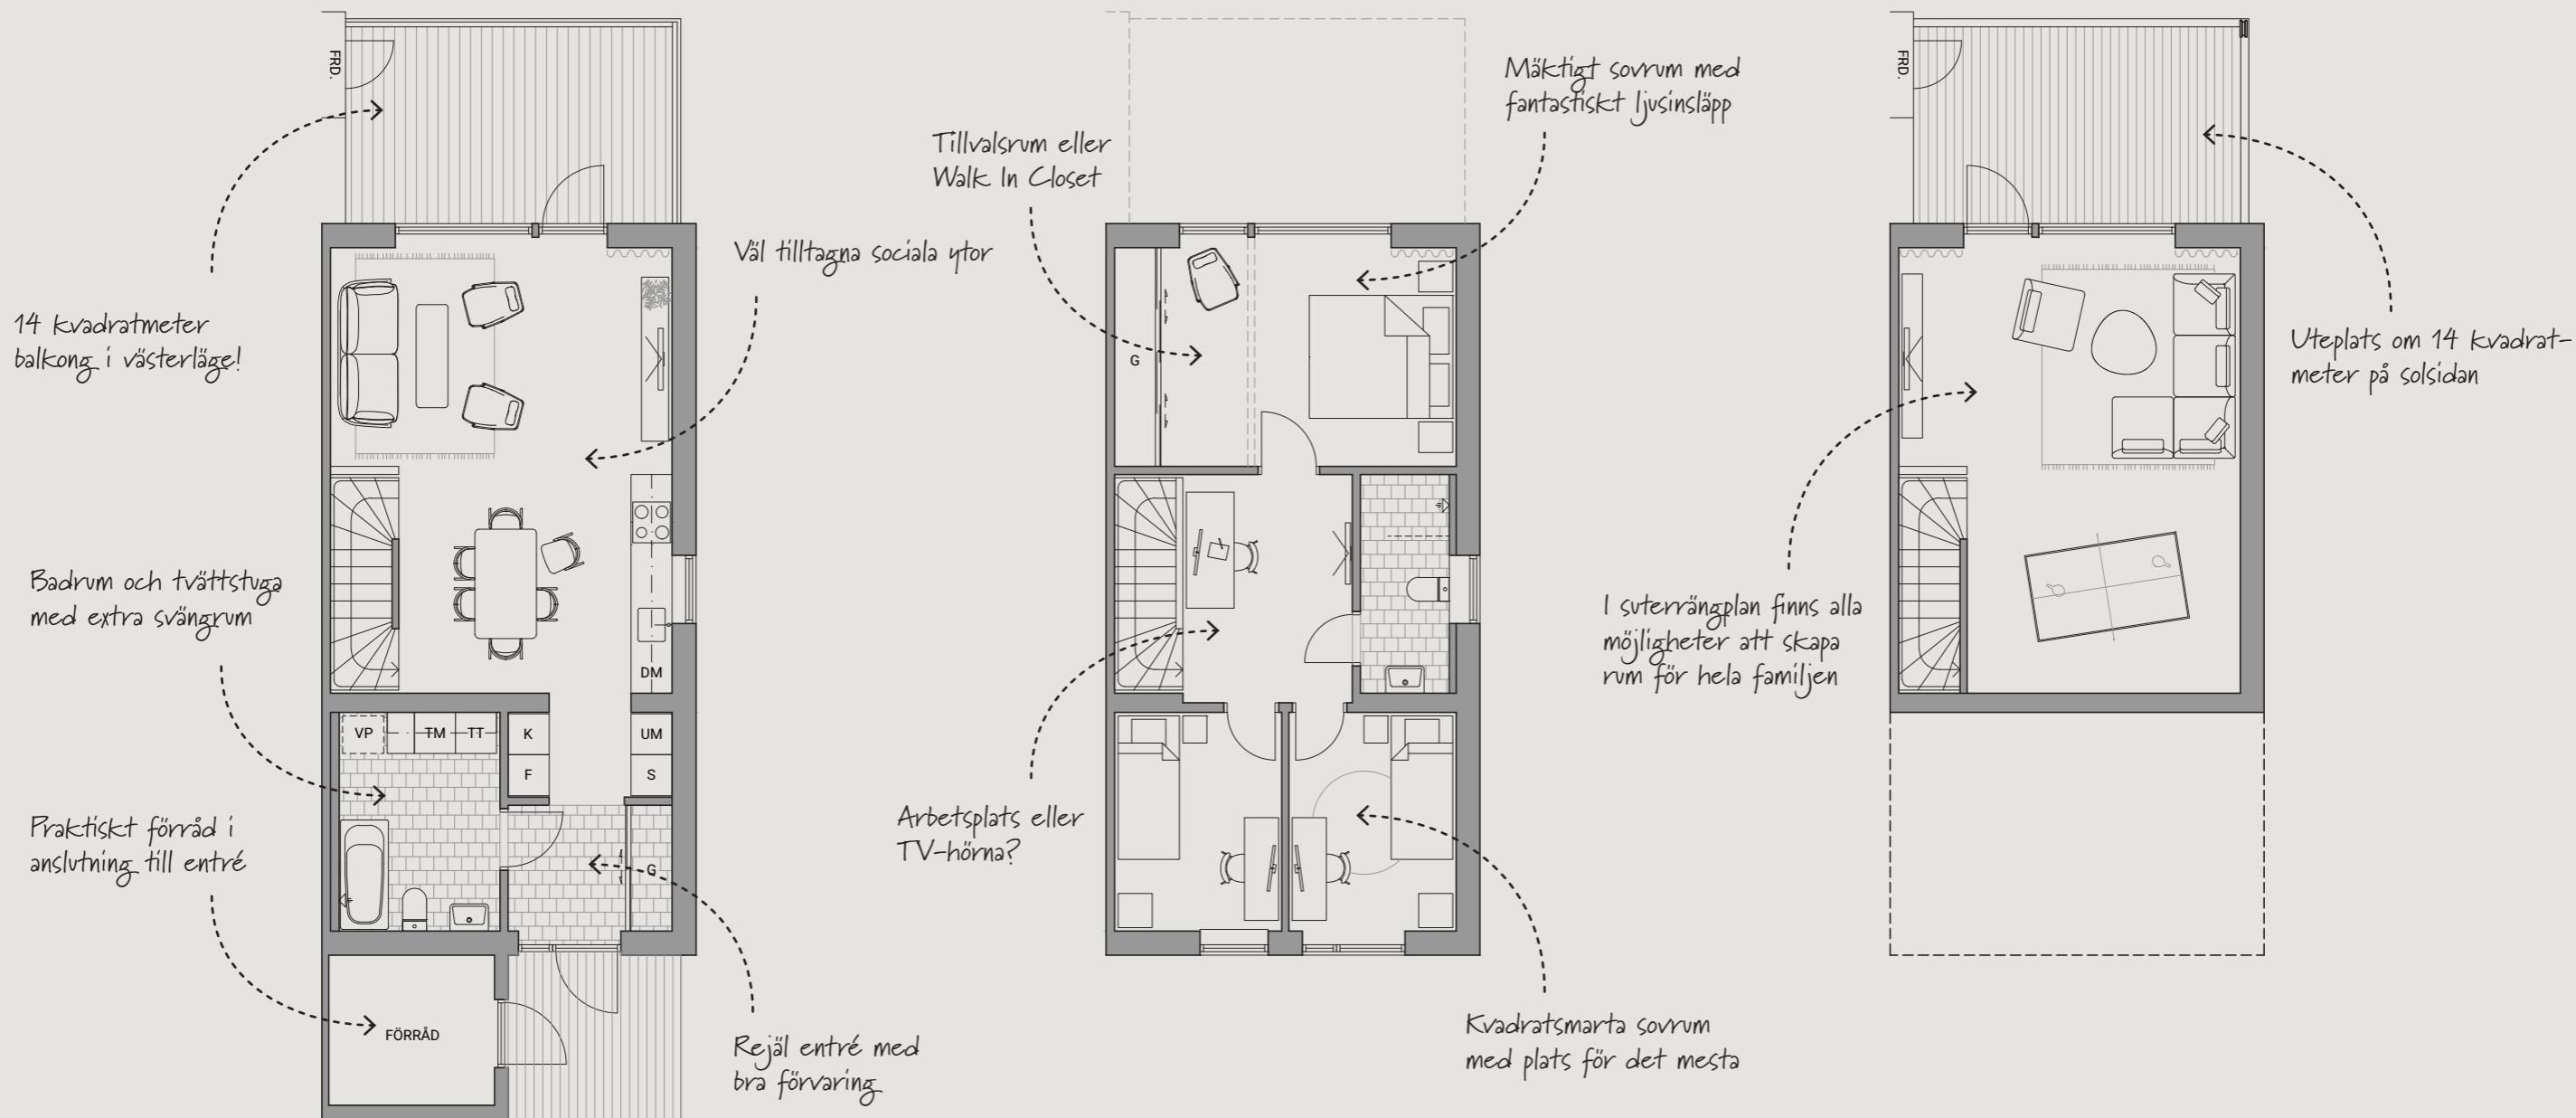 FRD.
14 kvadratmeter
balkong i västerläge!
Väl tilltagna sociala ytor
Badrum och tvättstuga
med extra svängrum
Praktiskt förråd i
anslutning till entré
DM
VP
TM
TT
K
F
UM
S
G
FÖRRÅD
Rejäl entré med
bra förvaring
Tillvalsrum eller
Walk In Closet
Mäktigt sovrum med
fantastiskt ljusinsläpp
G
Arbetsplats eller
TV-hörna?
Kvadratsmarta sovrum
med plats för det mesta
FRD.
Uteplats om 14 kvadrat-
meter på solsidan
I suterrängplan finns alla
möjligheter att skapa
rum för hela familjen